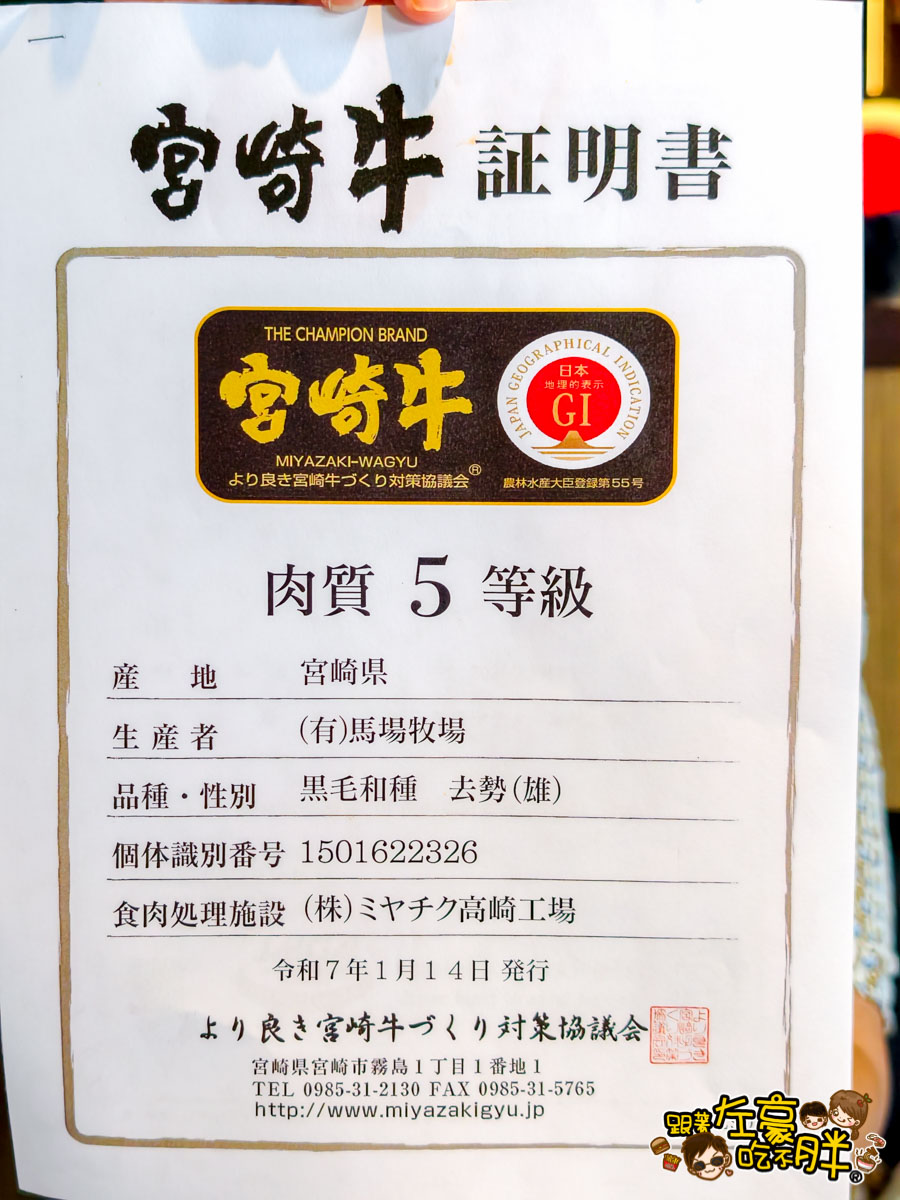 宮崎牛 証明書
THE CHAMPION BRAND
宮崎牛
MIYAZAKI-WAGYU
より良き宮崎牛づくり対策協議会®
JAPAN GEOGRAPHICAL INDICATION
日本
地理的表示
GI
農林水産大臣登録第55号
肉質 5 等級
産 地 宮崎県
生産者 (有)馬場牧場
品種・性別 黒毛和種 去勢(雄)
個体識別番号 1501622326
食肉処理施設 (株)ミヤチク高崎工場
令和7年1月14日 発行
より良き宮崎牛づくり対策協議会
宮崎県宮崎市霧島1丁目1番地1
TEL 0985-31-2130 FAX 0985-31-5765
http://www.miyazakigyu.jp
跟著左豪吃不胖®